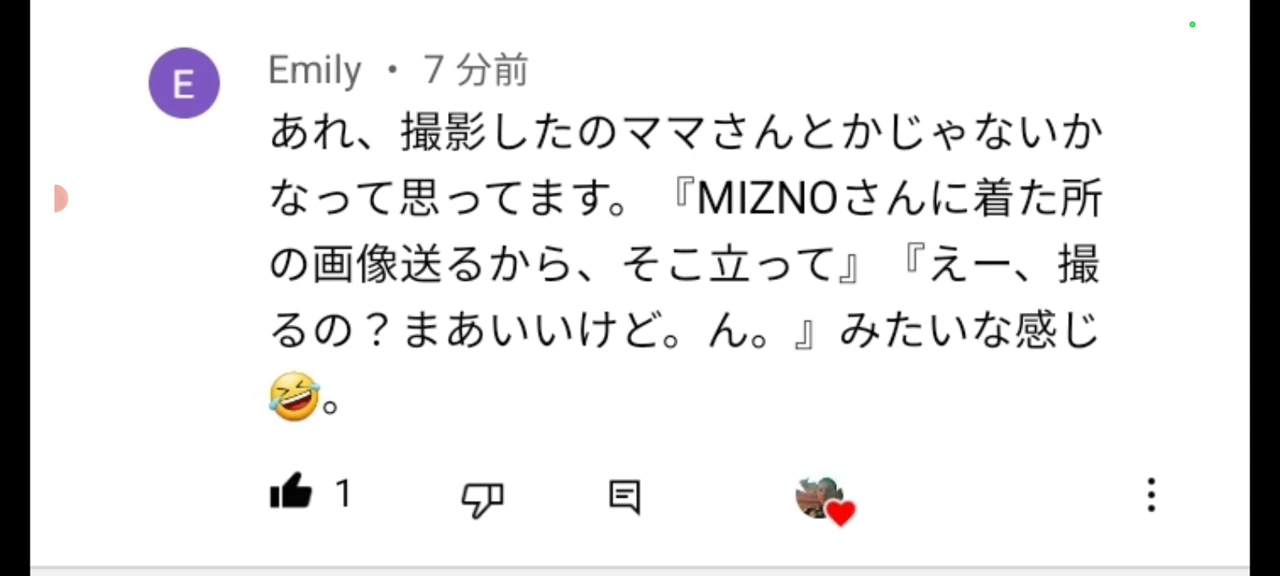 E
Emily ・ 7 分前
あれ、撮影したのママさんとかじゃないか
なって思ってます。『MIZNOさんに着た所
の画像送るから、そこ立って』『えー、撮
るの？まあいいけど。ん。』みたいな感じ
🤣。
1